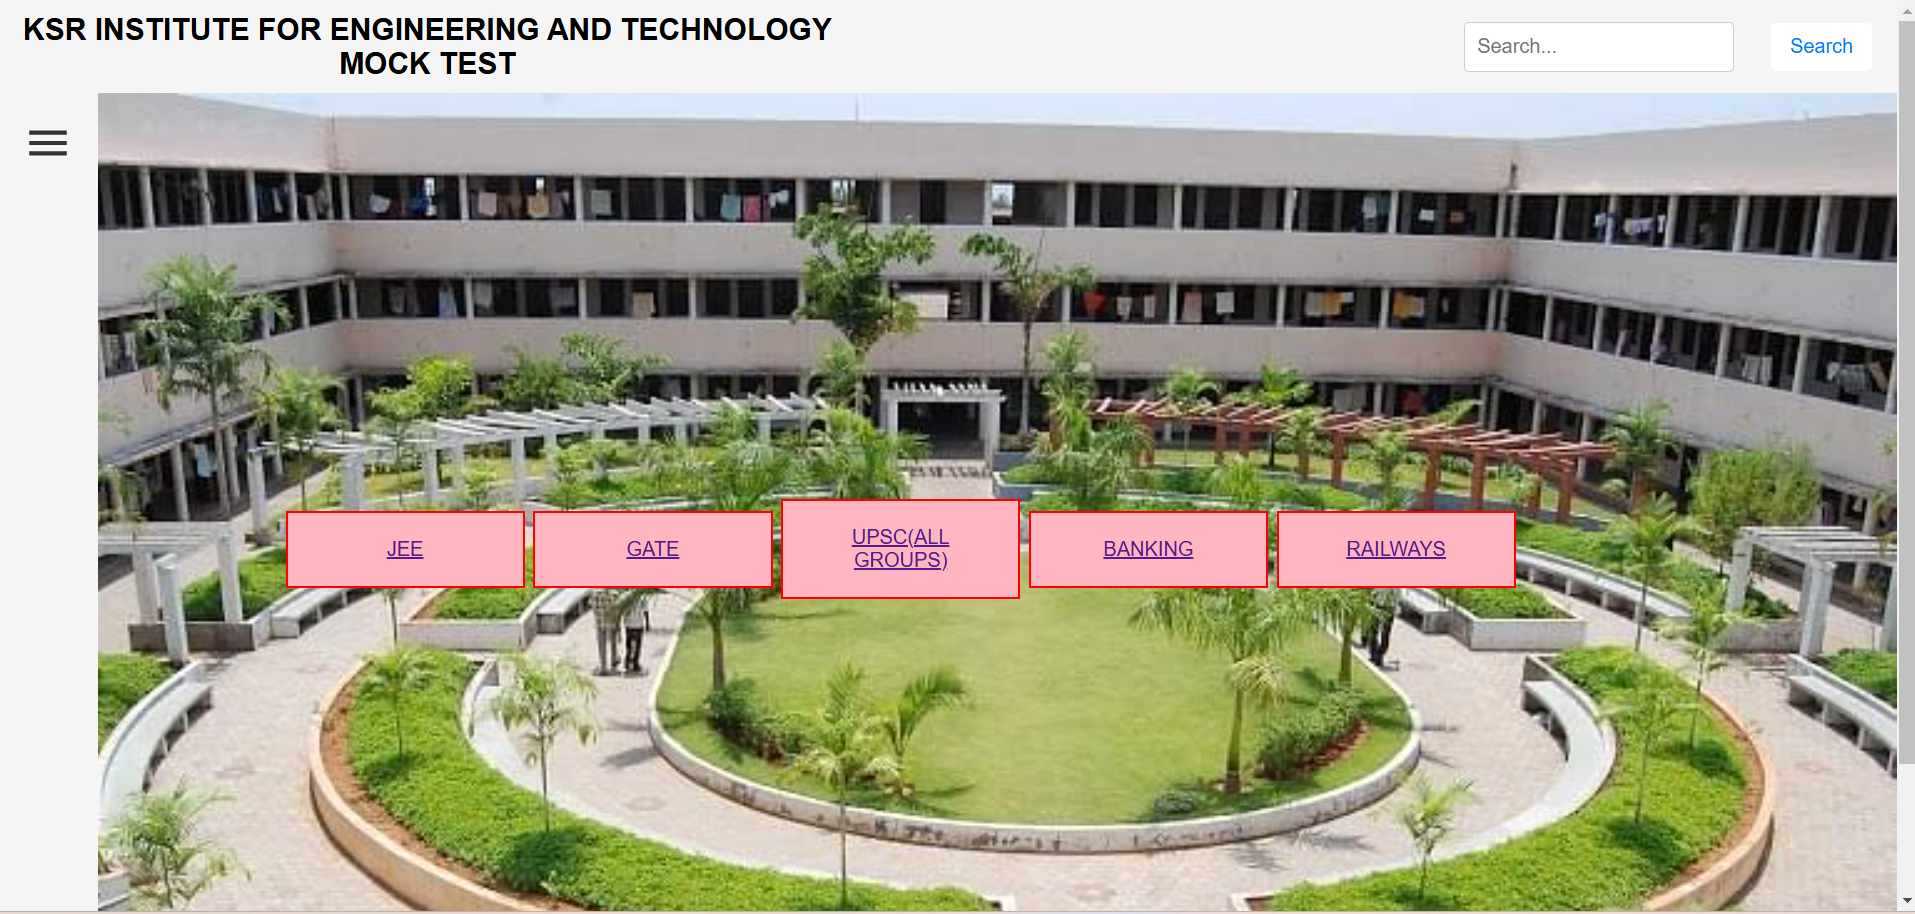 KSR INSTITUTE FOR ENGINEERING AND TECHNOLOGY
MOCK TEST
Search...
Search
JEE
GATE
UPSC(ALL
GROUPS)
BANKING
RAILWAYS